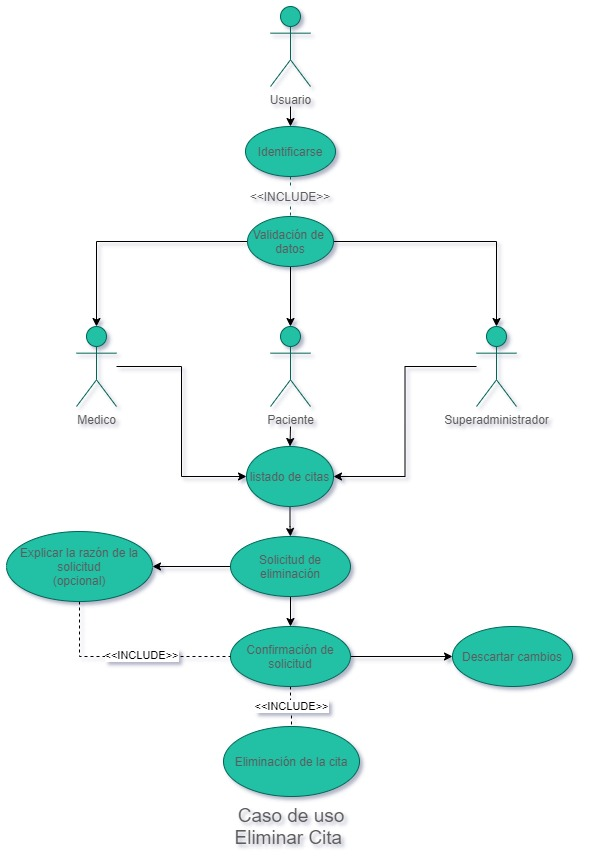 Usuario
Identificarse
<<INCLUDE>>
Validación de
datos
Medico
Paciente
Superadministrador
listado de citas
Explicar la razón de la
solicitud
(opcional)
Solicitud de
eliminación
<<INCLUDE>>
Confirmación de
solicitud
Descartar cambios
<<INCLUDE>>
Eliminación de la cita
Caso de uso
Eliminar Cita